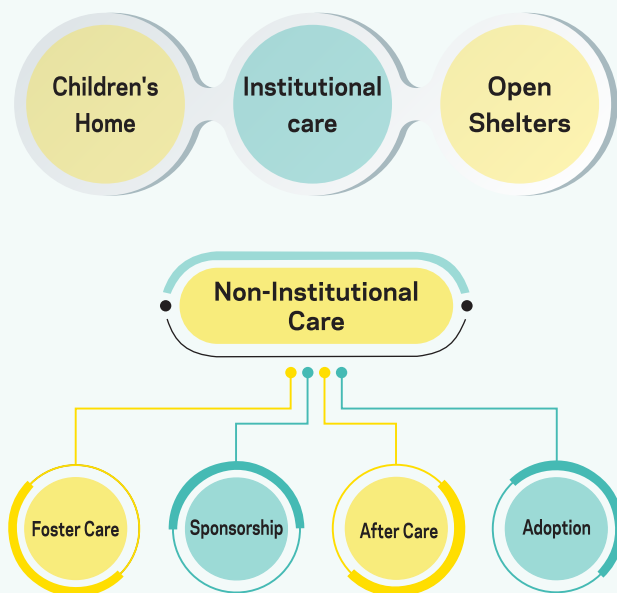 Children's
Home
Institutional
care
Open
Shelters
Non-Institutional
Care
Foster Care
Sponsorship
After Care
Adoption